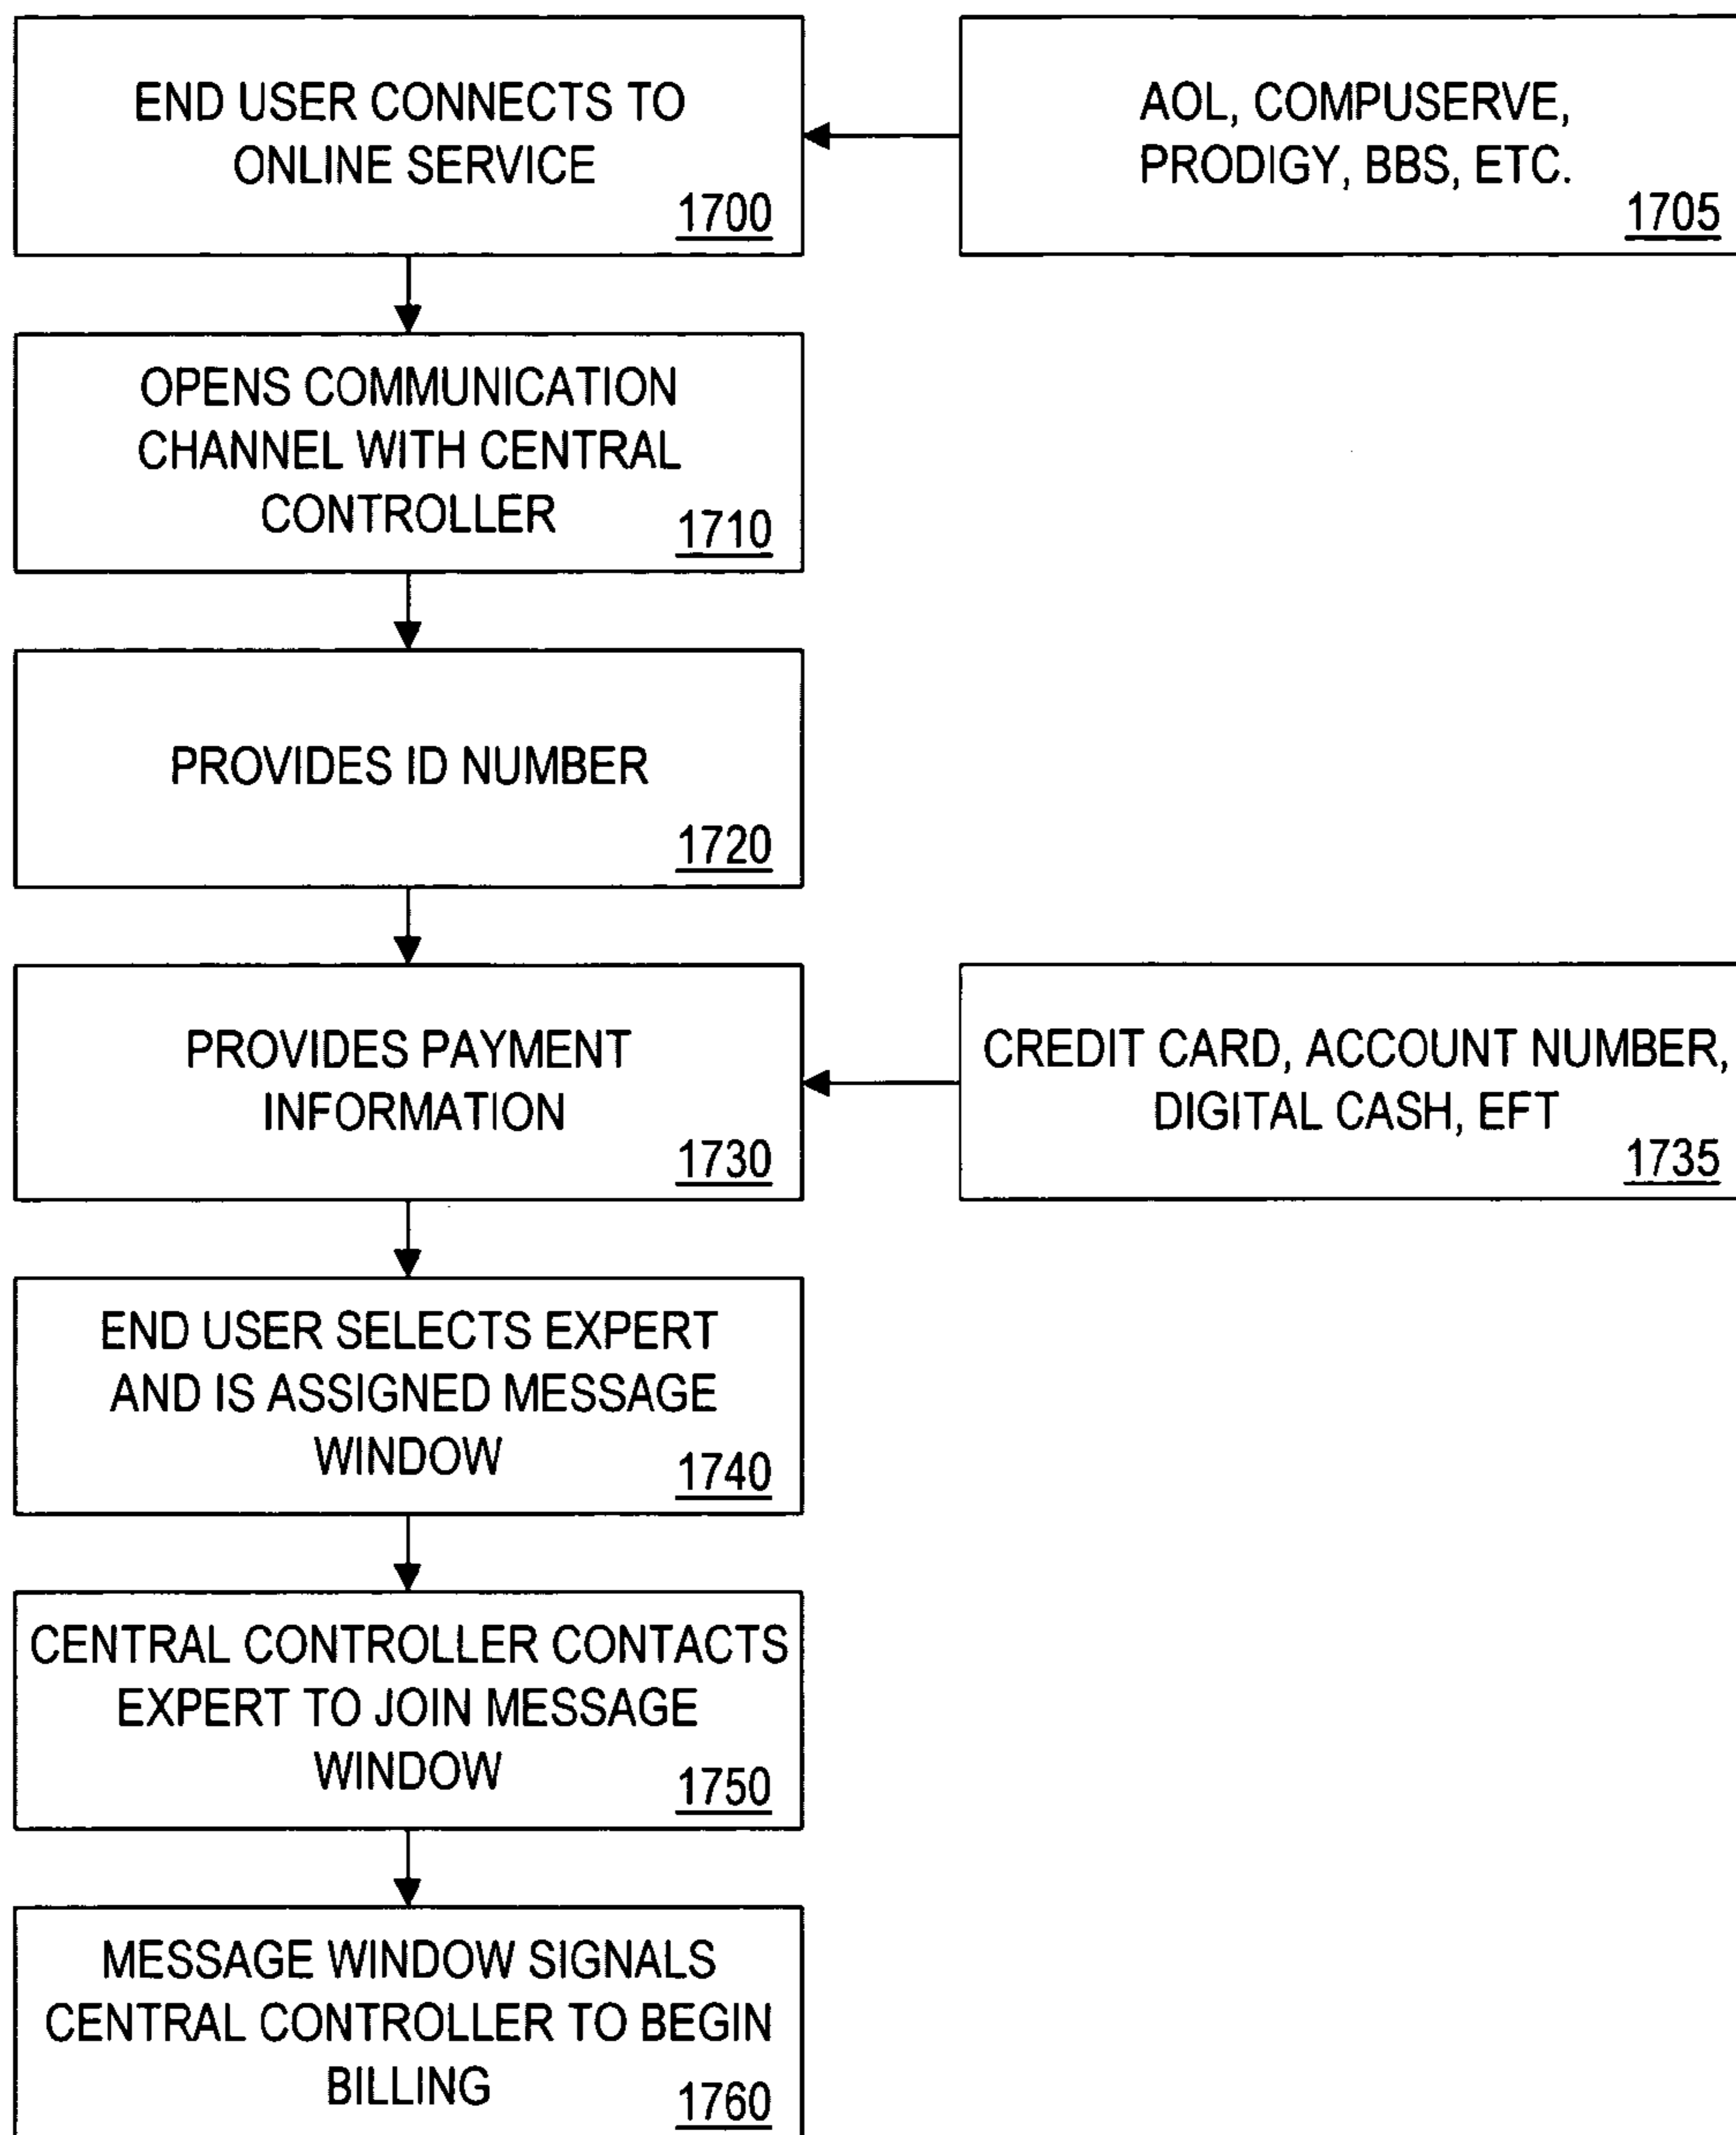 END USER CONNECTS TO
ONLINE SERVICE
1700
AOL, COMPUSERVE,
PRODIGY, BBS, ETC.
1705
OPENS COMMUNICATION
CHANNEL WITH CENTRAL
CONTROLLER
1710
PROVIDES ID NUMBER
1720
PROVIDES PAYMENT
INFORMATION
1730
CREDIT CARD, ACCOUNT NUMBER,
DIGITAL CASH, EFT
1735
END USER SELECTS EXPERT
AND IS ASSIGNED MESSAGE
WINDOW
1740
CENTRAL CONTROLLER CONTACTS
EXPERT TO JOIN MESSAGE
WINDOW
1750
MESSAGE WINDOW SIGNALS
CENTRAL CONTROLLER TO BEGIN
BILLING
1760